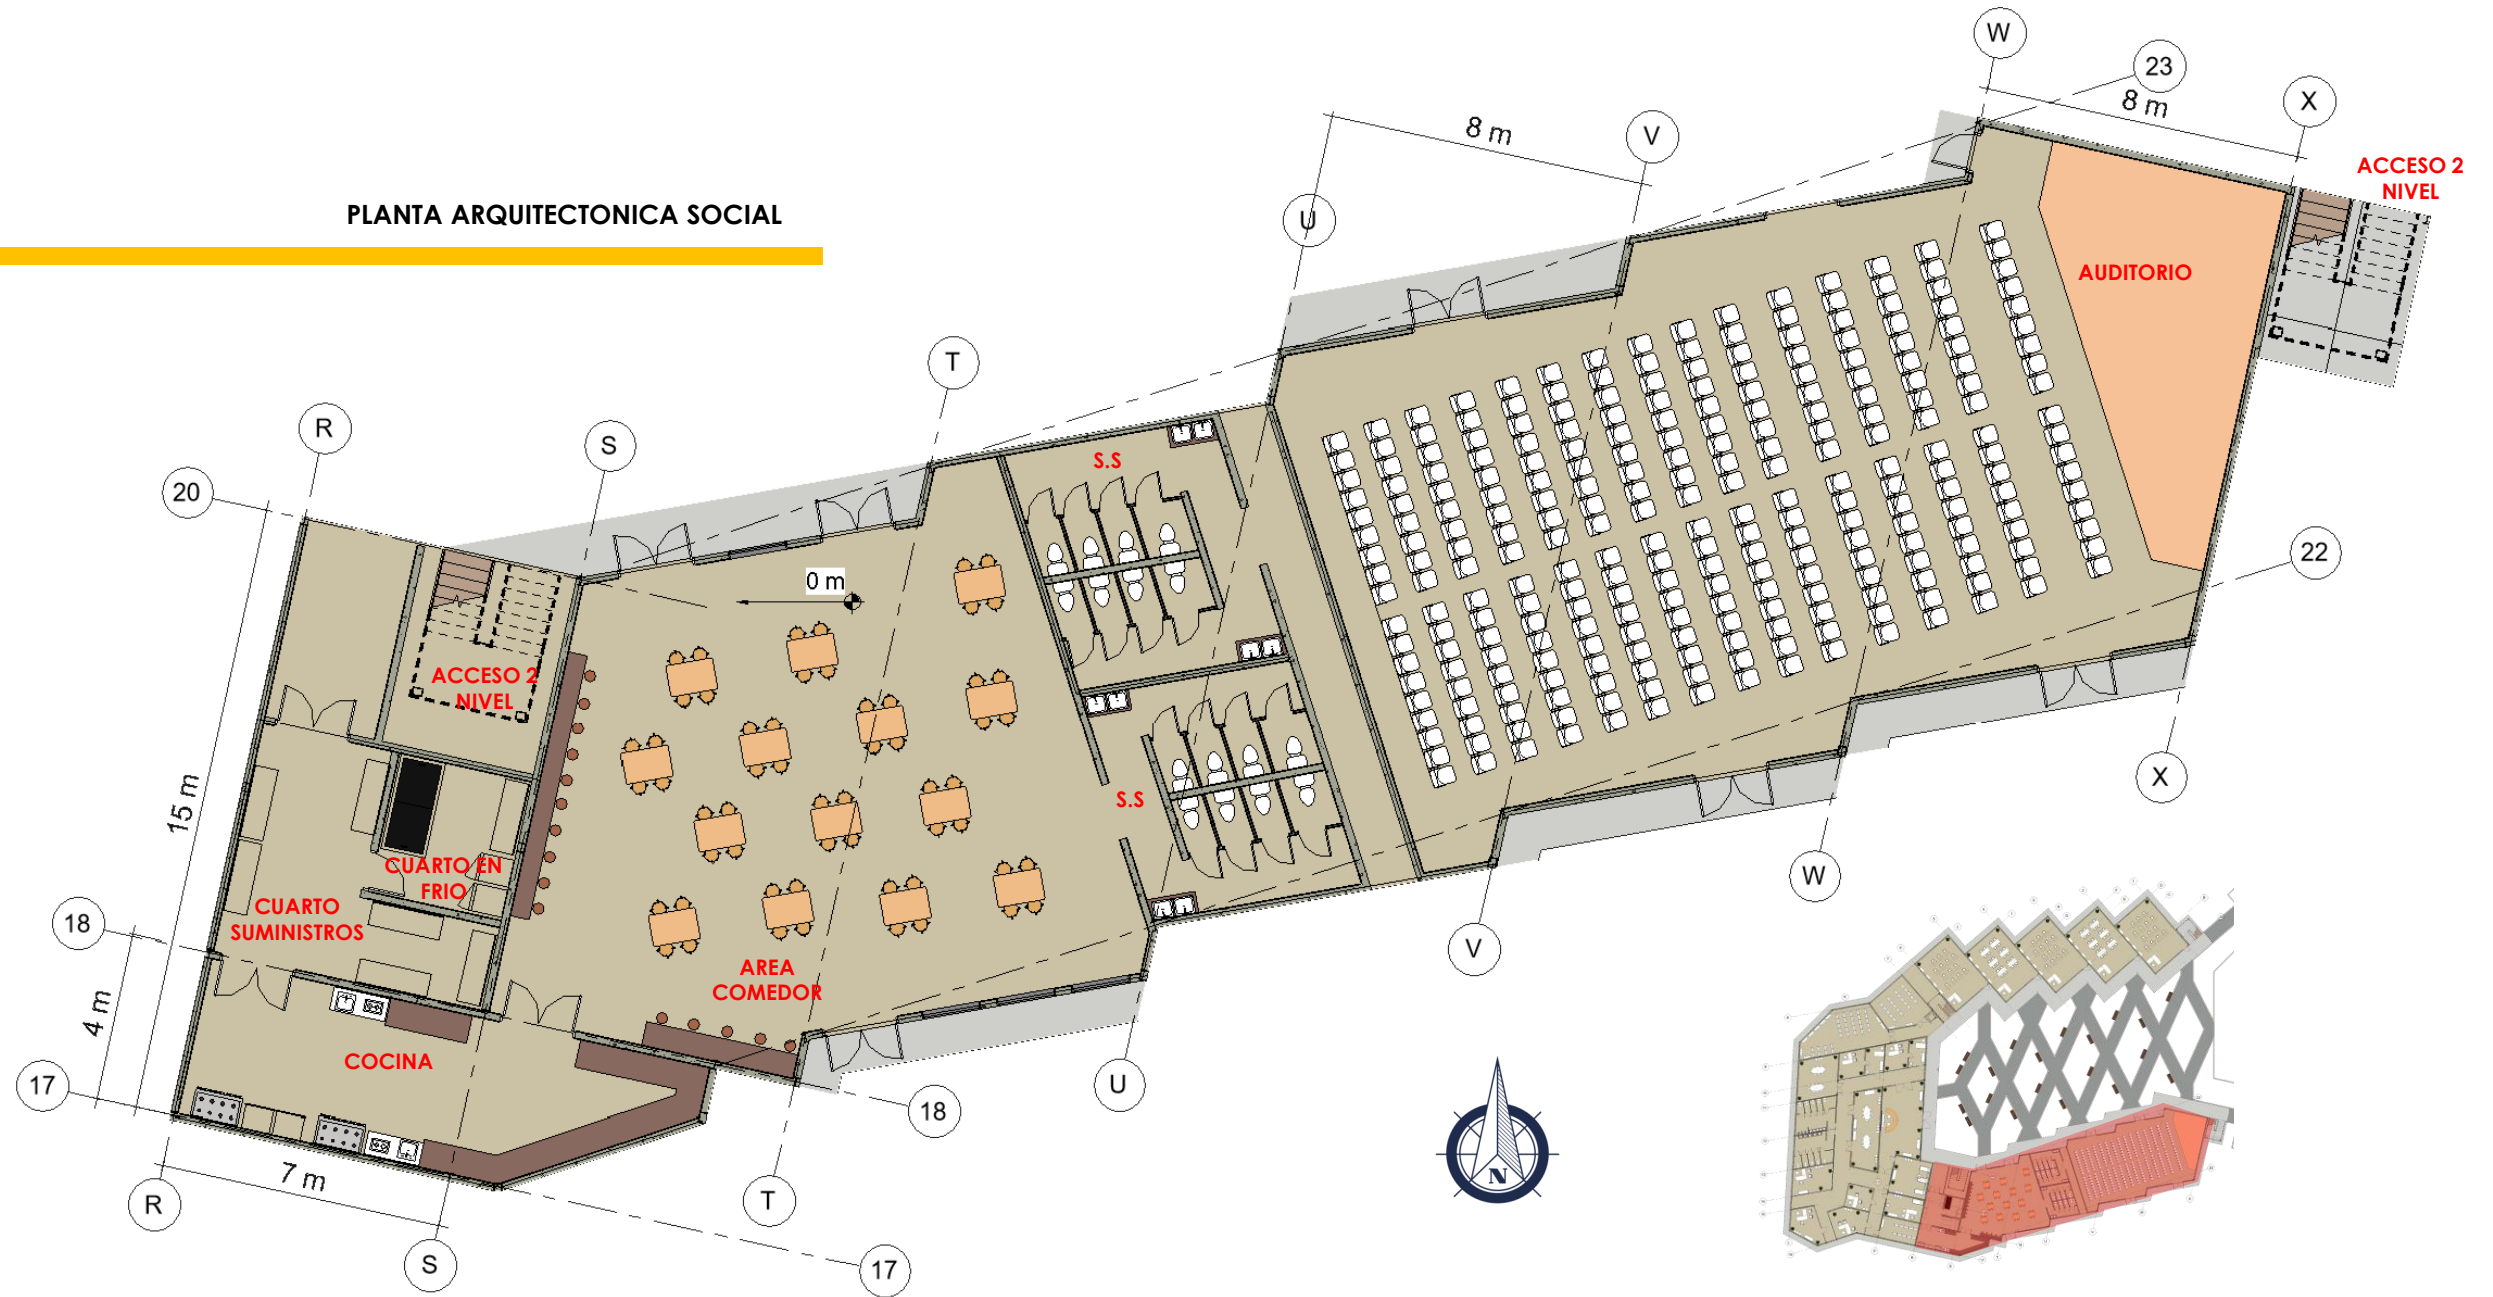 W
23
8 m
X
8 m
V
ACCESO 2
NIVEL
PLANTA ARQUITECTONICA SOCIAL
U
AUDITORIO
T
R
S
S.S
20
22
0 m
ACCESO 2
NIVEL
X
15 m
S.S
CUARTO EN
FRIO
W
CUARTO
SUMINISTROS
18
V
AREA
COMEDOR
4 m
COCINA
17
U
18
7 m
N
R
T
S
17